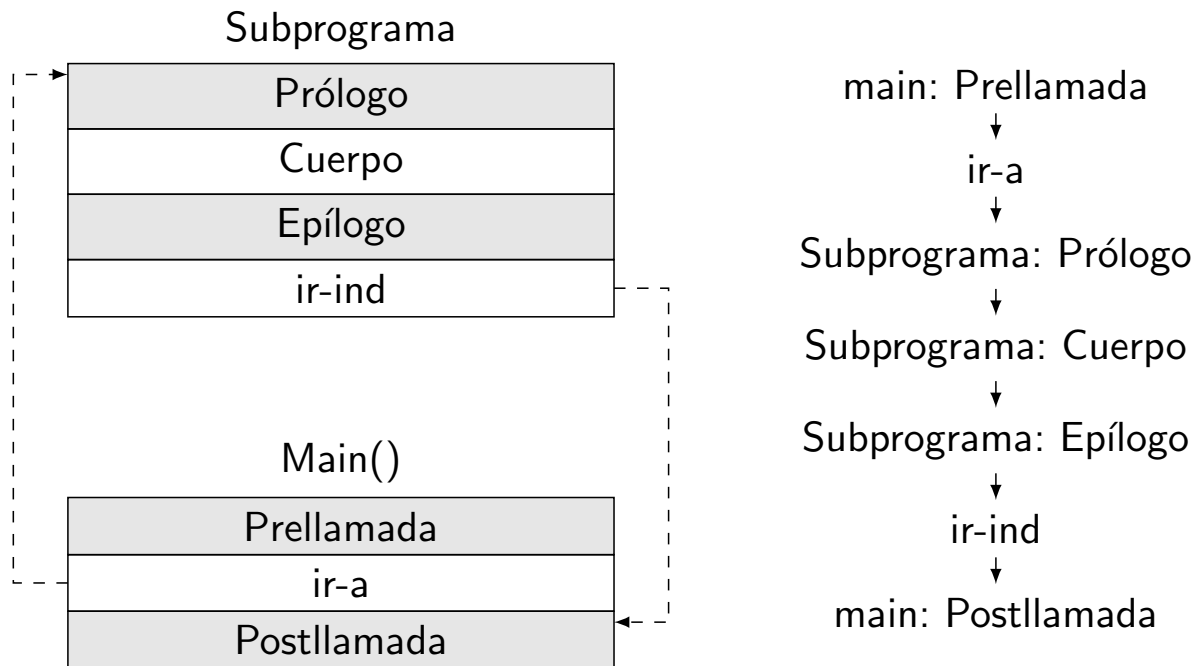 Subprograma
Prólogo
Cuerpo
Epílogo
ir-ind
Main()
Prellamada
ir-a
Postllamada
main: Prellamada
ir-a
Subprograma: Prólogo
Subprograma: Cuerpo
Subprograma: Epílogo
ir-ind
main: Postllamada